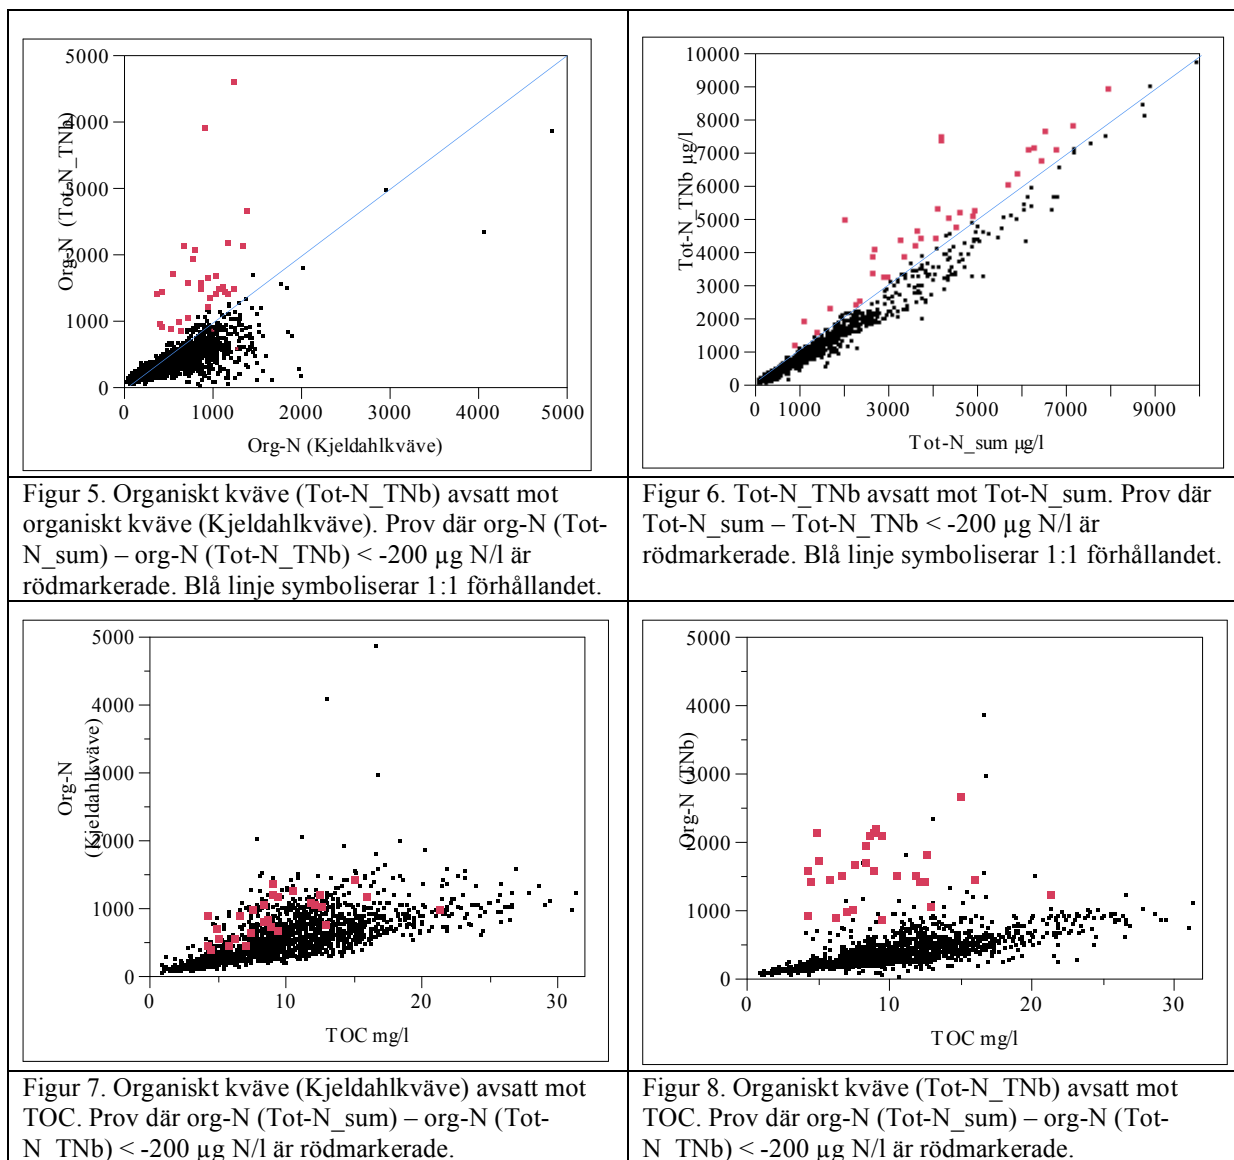 5000
4000
3000
2000
1000
0
Org-N (Tot-N_TNb)
0 1000 2000 3000 4000 5000
Org-N (Kjeldahlkväve)
Figur 5. Organiskt kväve (Tot-N_TNb) avsatt mot
organiskt kväve (Kjeldahlkväve). Prov där org-N (Tot-
N_sum) – org-N (Tot-N_TNb) < -200 µg N/l är
rödmarkerade. Blå linje symboliserar 1:1 förhållandet.
10000
9000
8000
7000
6000
5000
4000
3000
2000
1000
0
Tot-N_TNb µg/l
0 1000 3000 5000 7000 9000
Tot-N_sum µg/l
Figur 6. Tot-N_TNb avsatt mot Tot-N_sum. Prov där
Tot-N_sum – Tot-N_TNb < -200 µg N/l är
rödmarkerade. Blå linje symboliserar 1:1 förhållandet.
5000
4000
3000
2000
1000
0
Org-N
(Kjeldahlkväve)
0 10 20 30
TOC mg/l
Figur 7. Organiskt kväve (Kjeldahlkväve) avsatt mot
TOC. Prov där org-N (Tot-N_sum) – org-N (Tot-
N_TNb) < -200 µg N/l är rödmarkerade.
5000
4000
3000
2000
1000
0
Org-N (TNb)
0 10 20 30
TOC mg/l
Figur 8. Organiskt kväve (Tot-N_TNb) avsatt mot
TOC. Prov där org-N (Tot-N_sum) – org-N (Tot-
N_TNb) < -200 µg N/l är rödmarkerade.